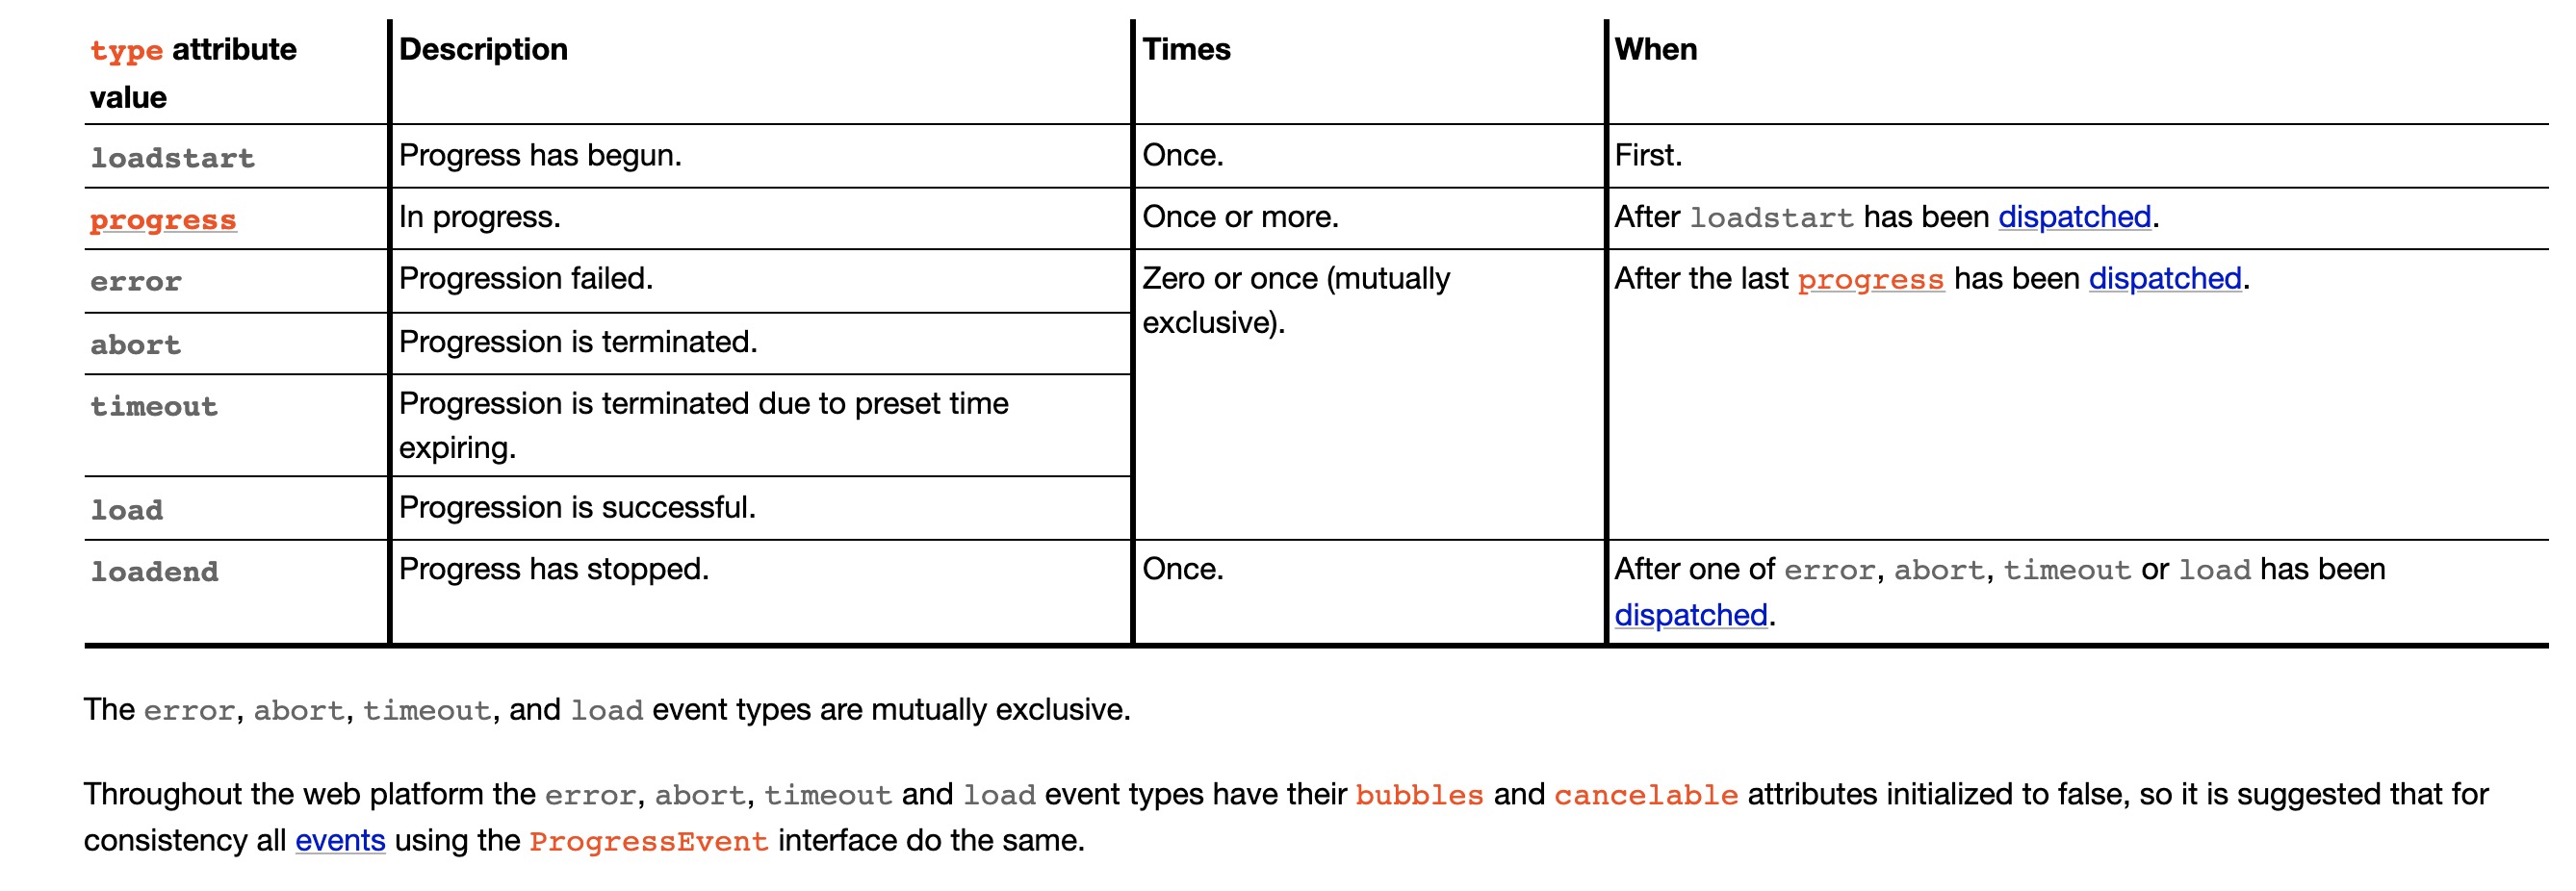 type attribute value Description Times When
loadstart Progress has begun. Once. First.
progress In progress. Once or more. After loadstart has been dispatched.
error Progression failed. Zero or once (mutually exclusive). After the last progress has been dispatched.
abort Progression is terminated.
timeout Progression is terminated due to preset time expiring.
load Progression is successful.
loadend Progress has stopped. Once. After one of error, abort, timeout or load has been dispatched.
The error, abort, timeout, and load event types are mutually exclusive.
Throughout the web platform the error, abort, timeout and load event types have their bubbles and cancelable attributes initialized to false, so it is suggested that for
consistency all events using the ProgressEvent interface do the same.